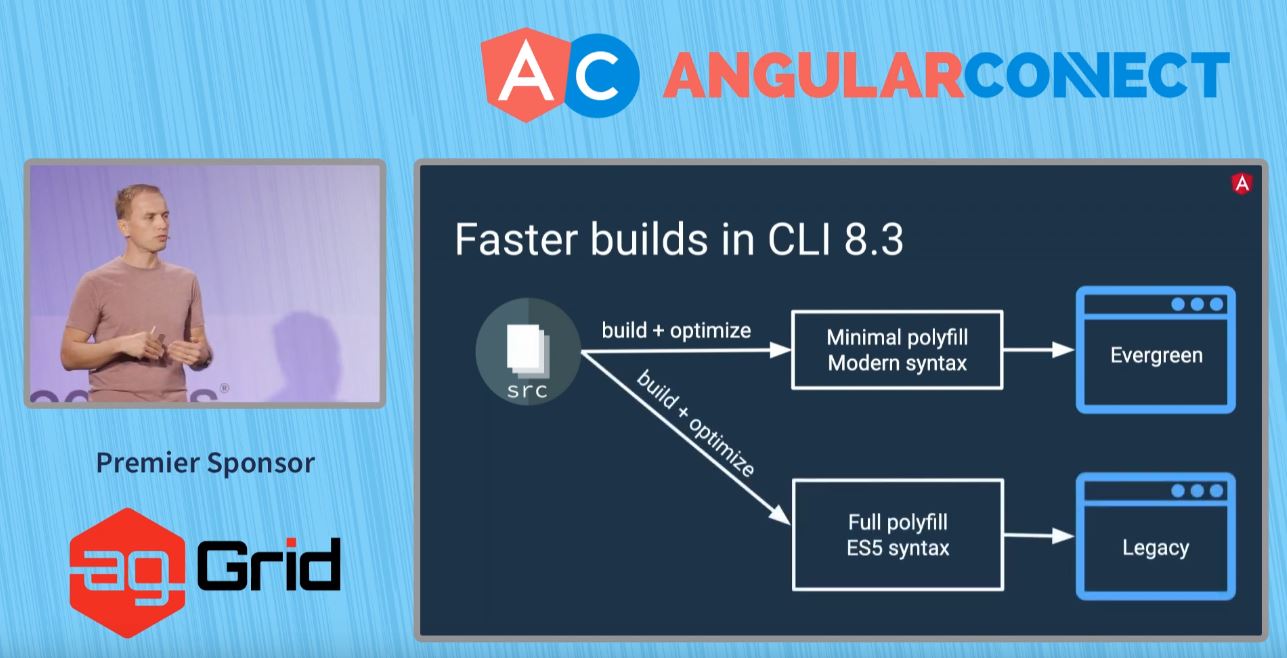 AC ANGULARCONNECT
A
Faster builds in CLI 8.3
src
build + optimize
Minimal polyfill
Modern syntax
Evergreen
build + optimize
Full polyfill
ES5 syntax
Legacy
®
Premier Sponsor
ag Grid